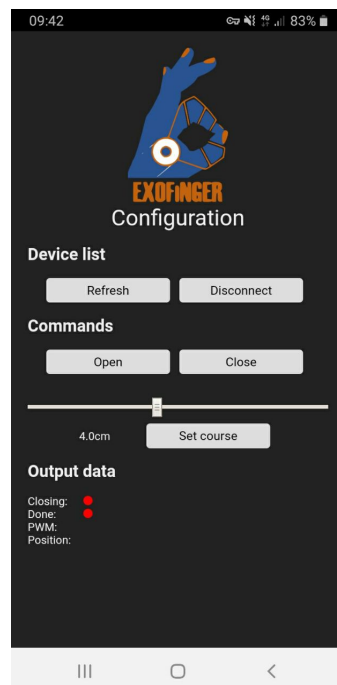 09:42 4G 83%
EXOFiNGER
Configuration
Device list
Refresh Disconnect
Commands
Open Close
4.0cm Set course
Output data
Closing:
Done:
PWM:
Position: